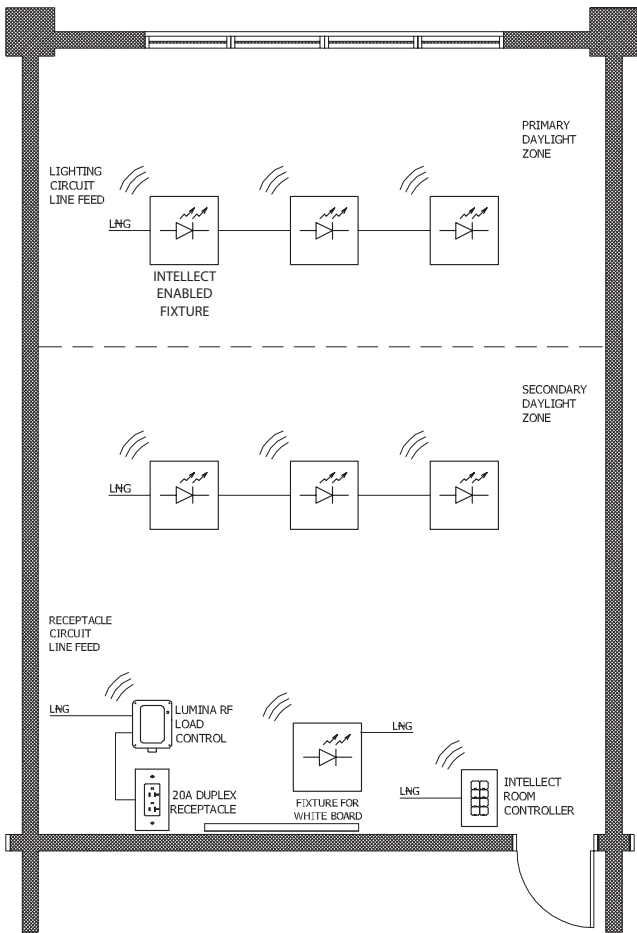 PRIMARY
DAYLIGHT
ZONE
LIGHTING
CIRCUIT
LINE FEED
LNG
INTELLECT
ENABLED
FIXTURE
SECONDARY
DAYLIGHT
ZONE
LNG
RECEPTACLE
CIRCUIT
LINE FEED
LNG
LUMINA RF
LOAD
CONTROL
20A DUPLEX
RECEPTACLE
LNG
FIXTURE FOR
WHITE BOARD
LNG
INTELLECT
ROOM
CONTROLLER